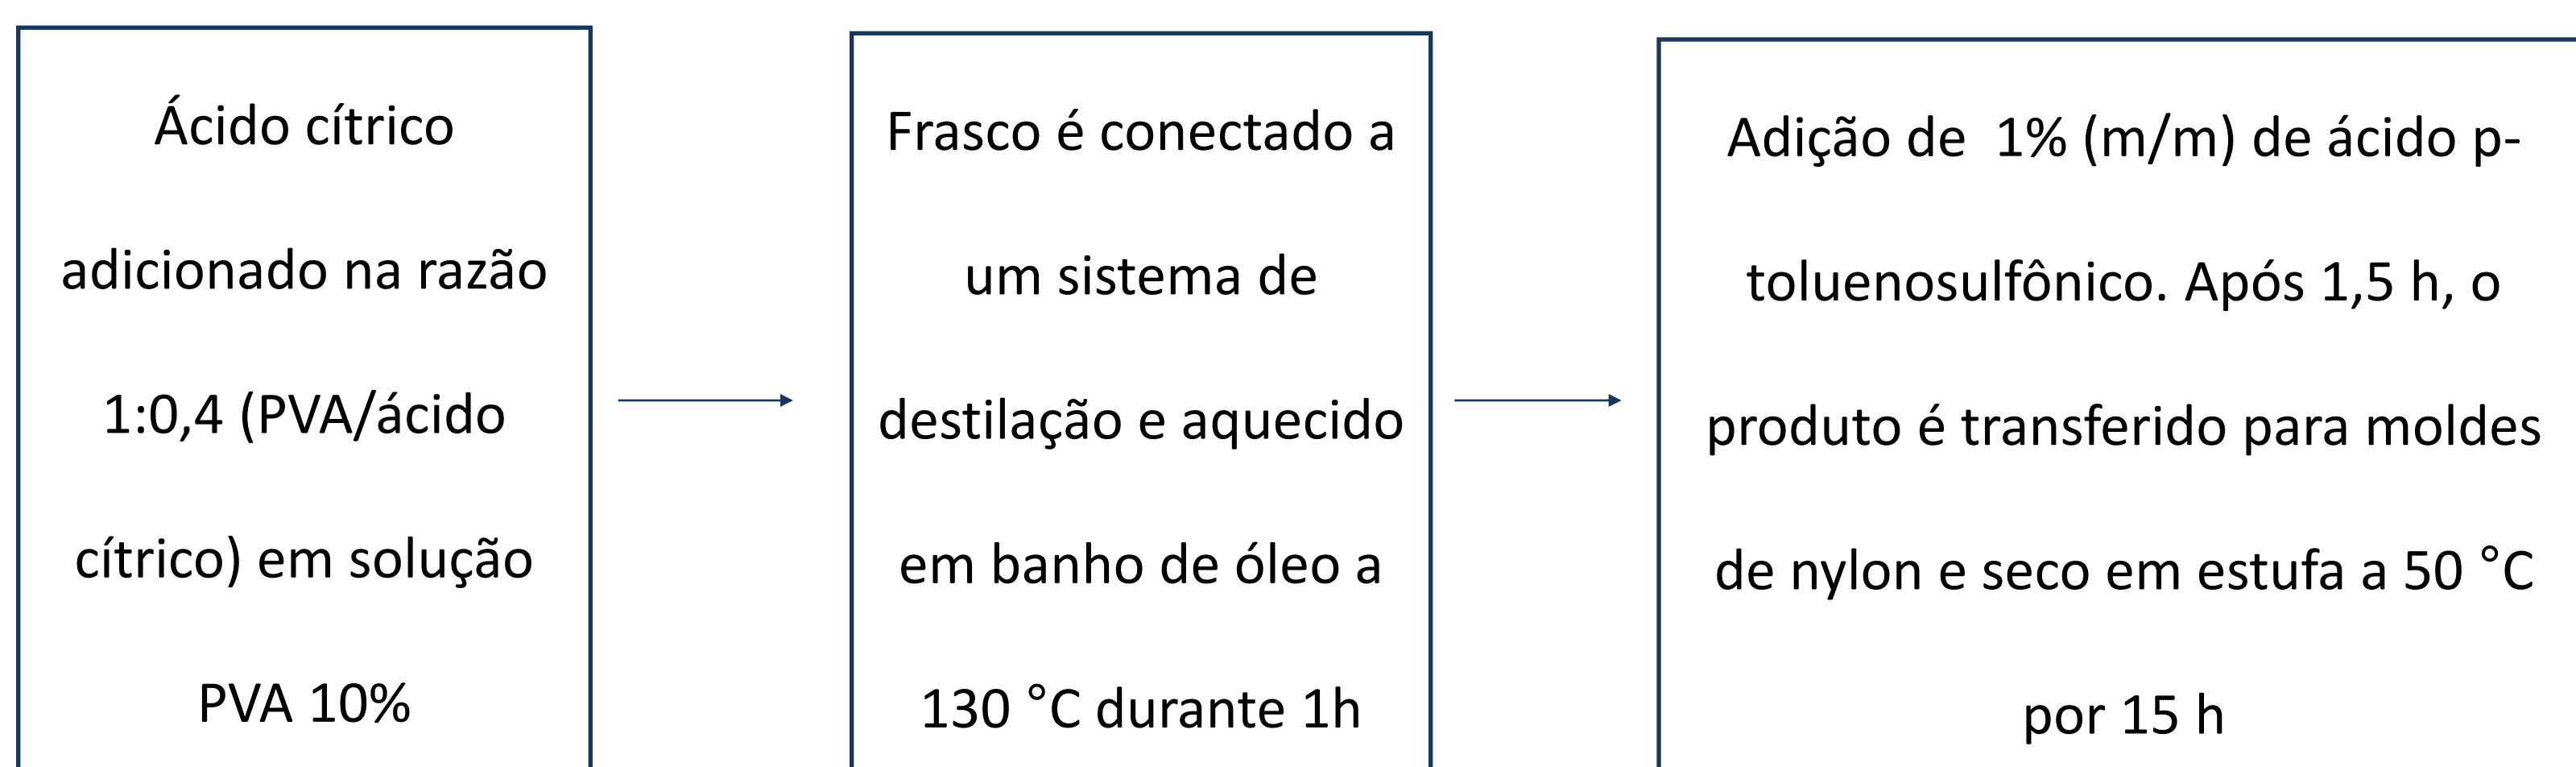 Ácido cítrico
adicionado na razão
1:0,4 (PVA/ácido
cítrico) em solução
PVA 10%
Frasco é conectado a
um sistema de
destilação e aquecido
em banho de óleo a
130 °C durante 1h
Adição de  1% (m/m) de ácido p-
toluenosulfônico. Após 1,5 h, o
produto é transferido para moldes
de nylon e seco em estufa a 50 °C
por 15 h